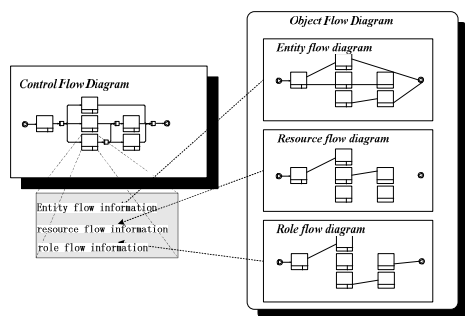 Object Flow Diagram
Entity flow diagram
Control Flow Diagram
Resource flow diagram
Entity flow information
resource flow information
role flow information
Role flow diagram